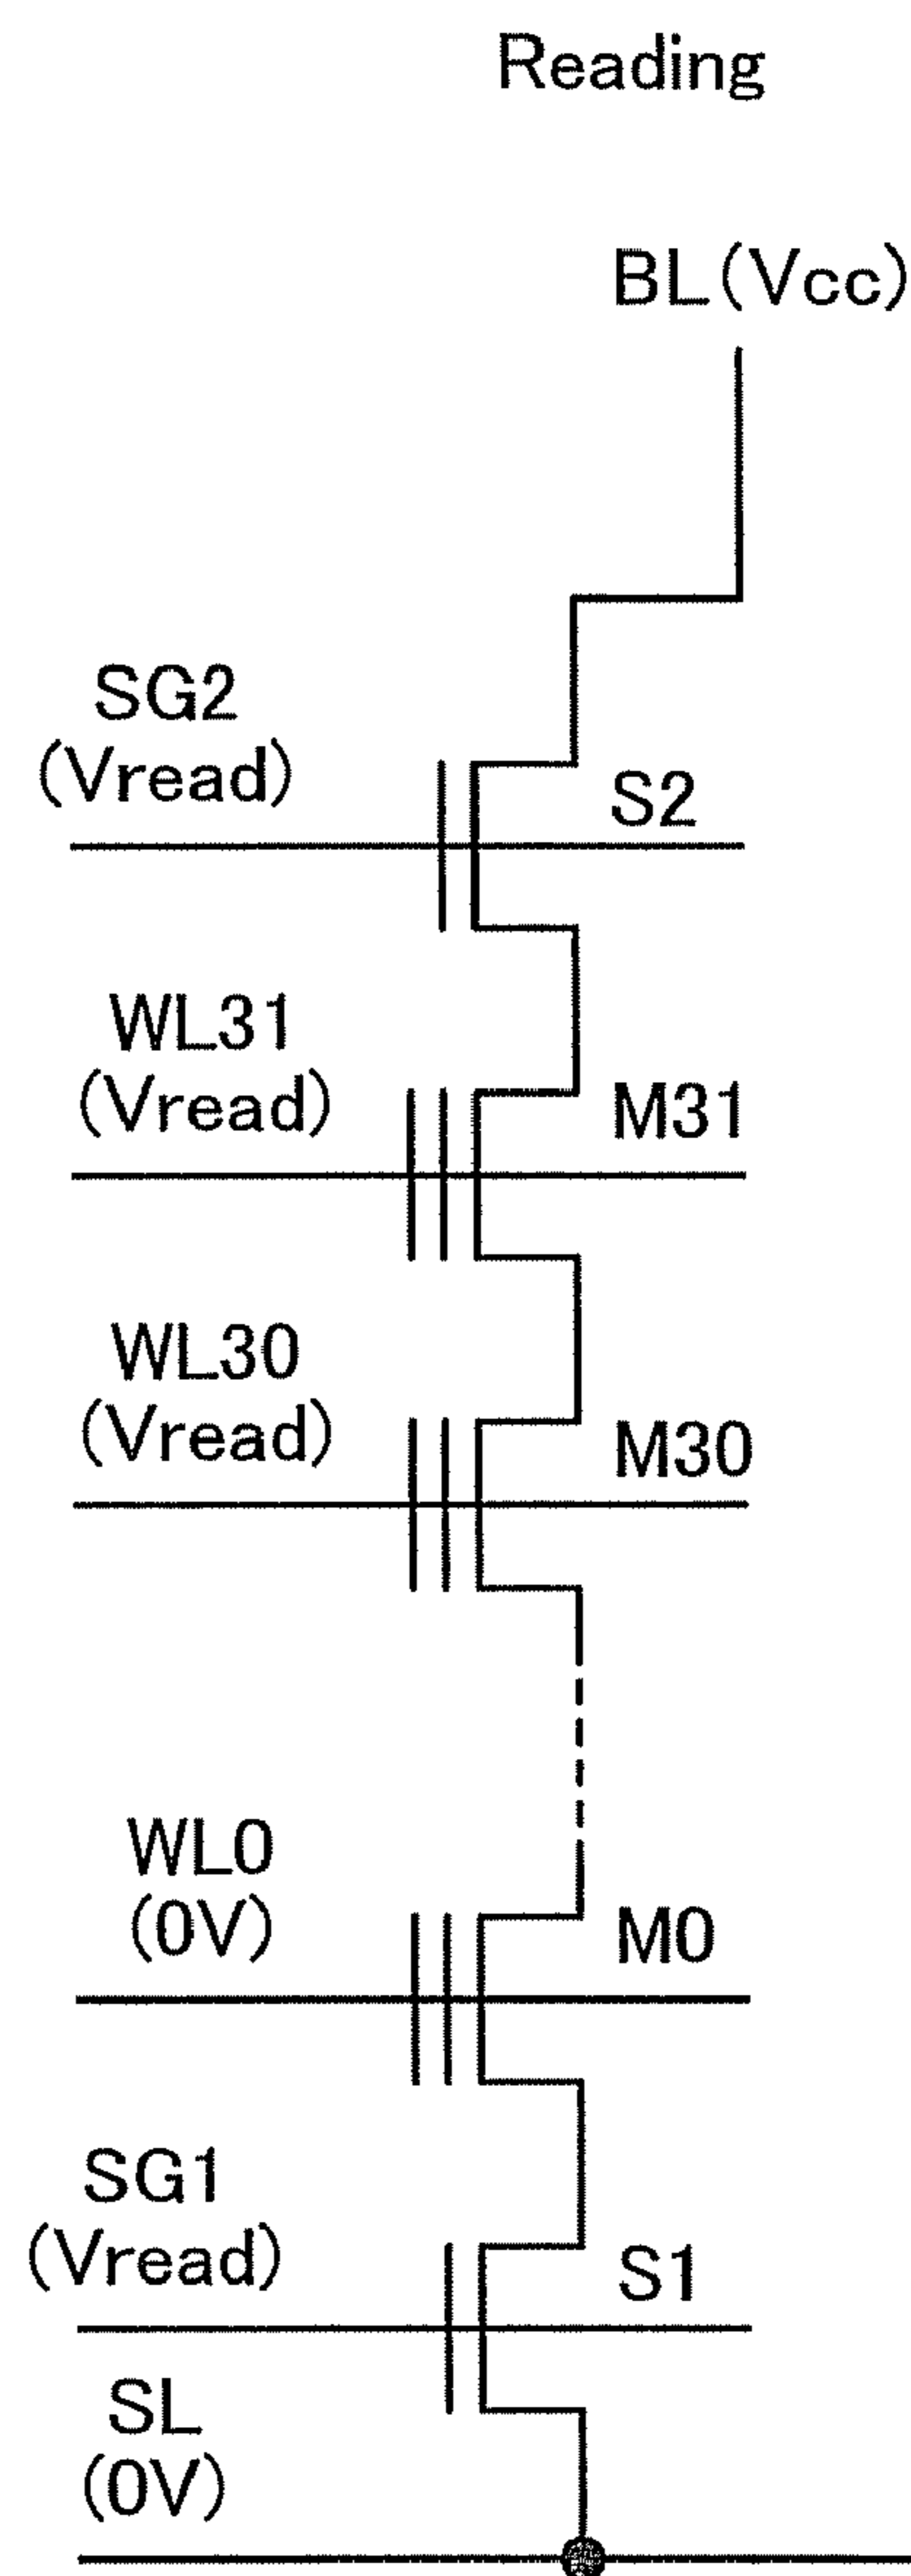 Reading
BL(Vcc)
SG2
(Vread)
S2
WL31
(Vread)
M31
WL30
(Vread)
M30
WL0
(0V)
M0
SG1
(Vread)
S1
SL
(0V)